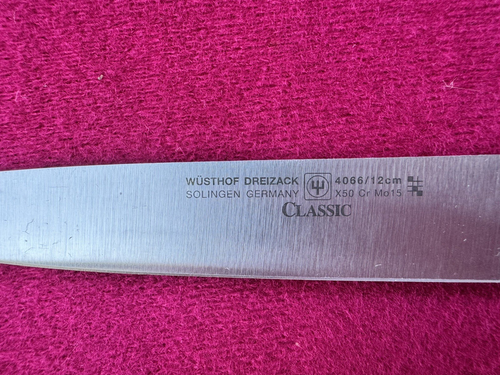 WÜSTHOF DREIZACK 4066/12cm
SOLINGEN GERMANY X50 Cr Mo15
CLASSIC